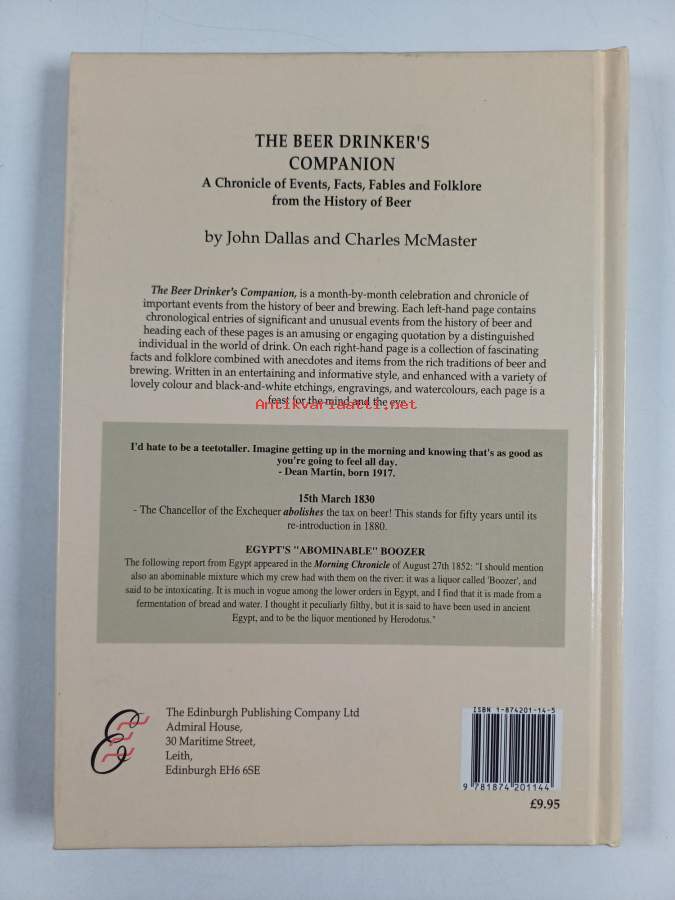 THE BEER DRINKER'S
COMPANION
A Chronicle of Events, Facts, Fables and Folklore
from the History of Beer
by John Dallas and Charles McMaster
The Beer Drinker's Companion, is a month-by-month celebration and chronicle of
important events from the history of beer and brewing. Each left-hand page contains
chronological entries of significant and unusual events from the history of beer and
heading each of these pages is an amusing or engaging quotation by a distinguished
individual in the world of drink. On each right-hand page is a collection of fascinating
facts and folklore combined with anecdotes and items from the rich traditions of beer and
brewing. Written in an entertaining and informative style, and enhanced with a variety of
lovely colour and black-and-white etchings, engravings, and watercolours, each page is a
feast for the mind and the eye.
Antikvariaatti.net
I'd hate to be a teetotaller. Imagine getting up in the morning and knowing that's as good as
you're going to feel all day.
- Dean Martin, born 1917.
15th March 1830
- The Chancellor of the Exchequer abolishes the tax on beer! This stands for fifty years until its
re-introduction in 1880.
EGYPT'S "ABOMINABLE" BOOZER
The following report from Egypt appeared in the Morning Chronicle of August 27th 1852: "I should mention
also an abominable mixture which my crew had with them on the river: it was a liquor called 'Boozer', and
said to be intoxicating. It is much in vogue among the lower orders in Egypt, and I find that it is made from a
fermentation of bread and water. I thought it peculiarly filthy, but it is said to have been used in ancient
Egypt, and to be the liquor mentioned by Herodotus."
The Edinburgh Publishing Company Ltd
Admiral House,
30 Maritime Street,
Leith,
Edinburgh EH6 6SE
ISBN 1-874201-14-5
9 781874 201144
£9.95